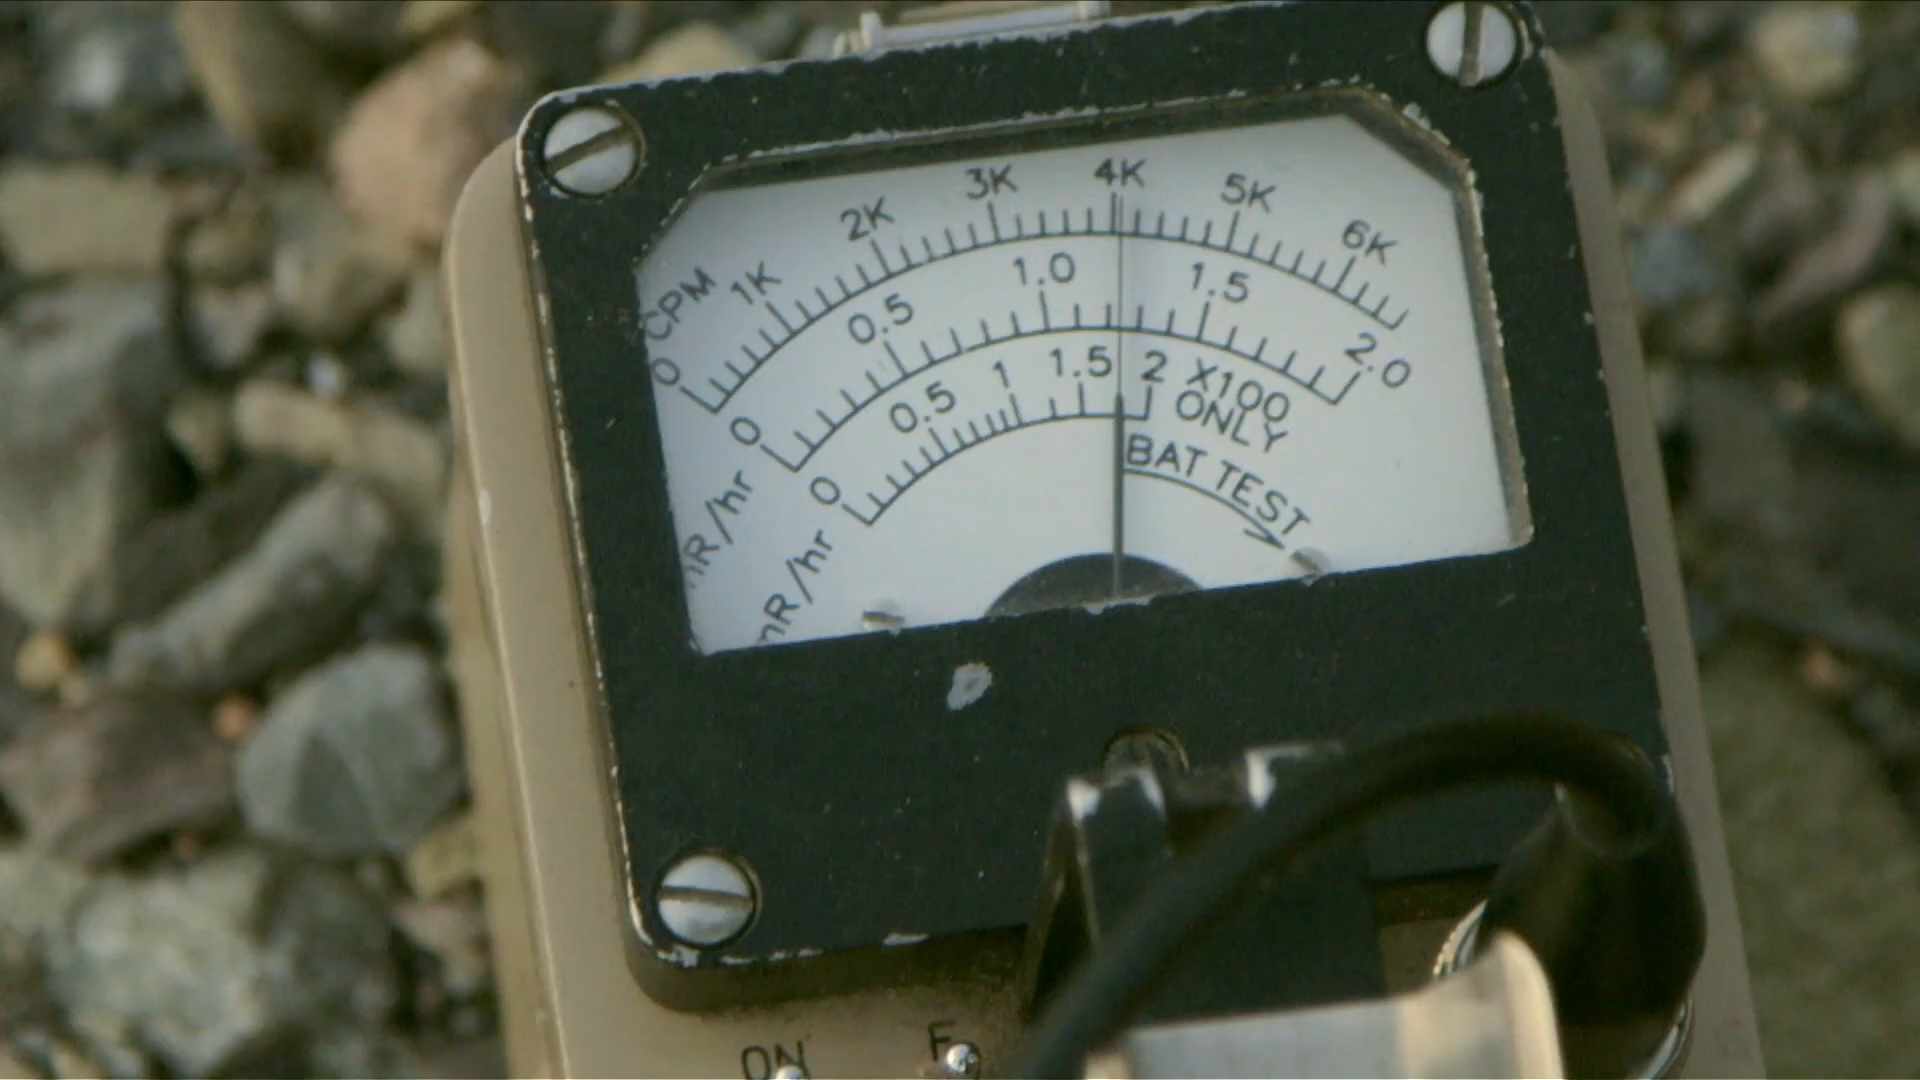 CPM 0 1K 2K 3K 4K 5K 6K
0 0.5 1.0 1.5 2.0
mR/hr
0 0.5 1 1.5 2 X100
ONLY
mR/hr
BAT TEST
ON F